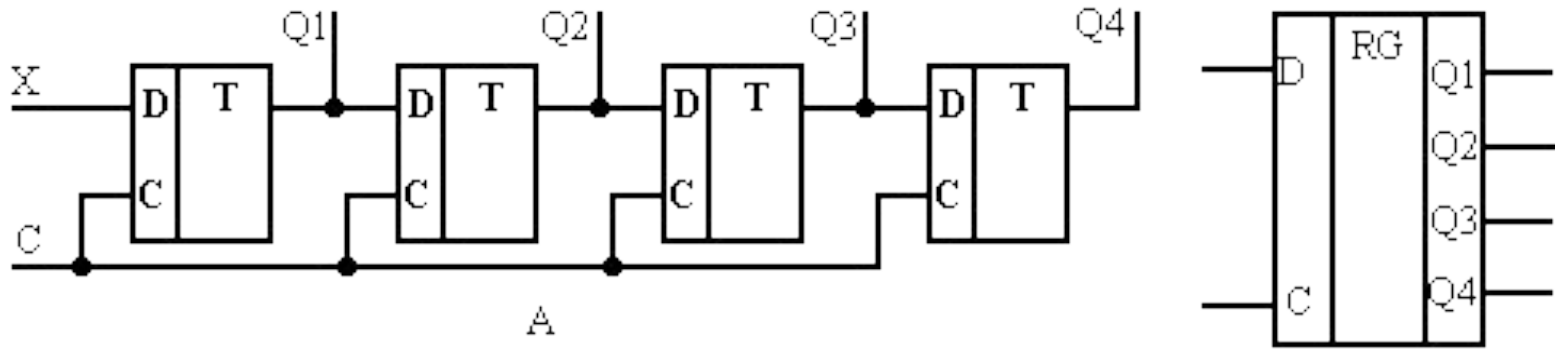 Q1 Q2 Q3 Q4 RG
X D T D T D T D T D Q1
Q2
C C C C Q3
C Q4
C
A